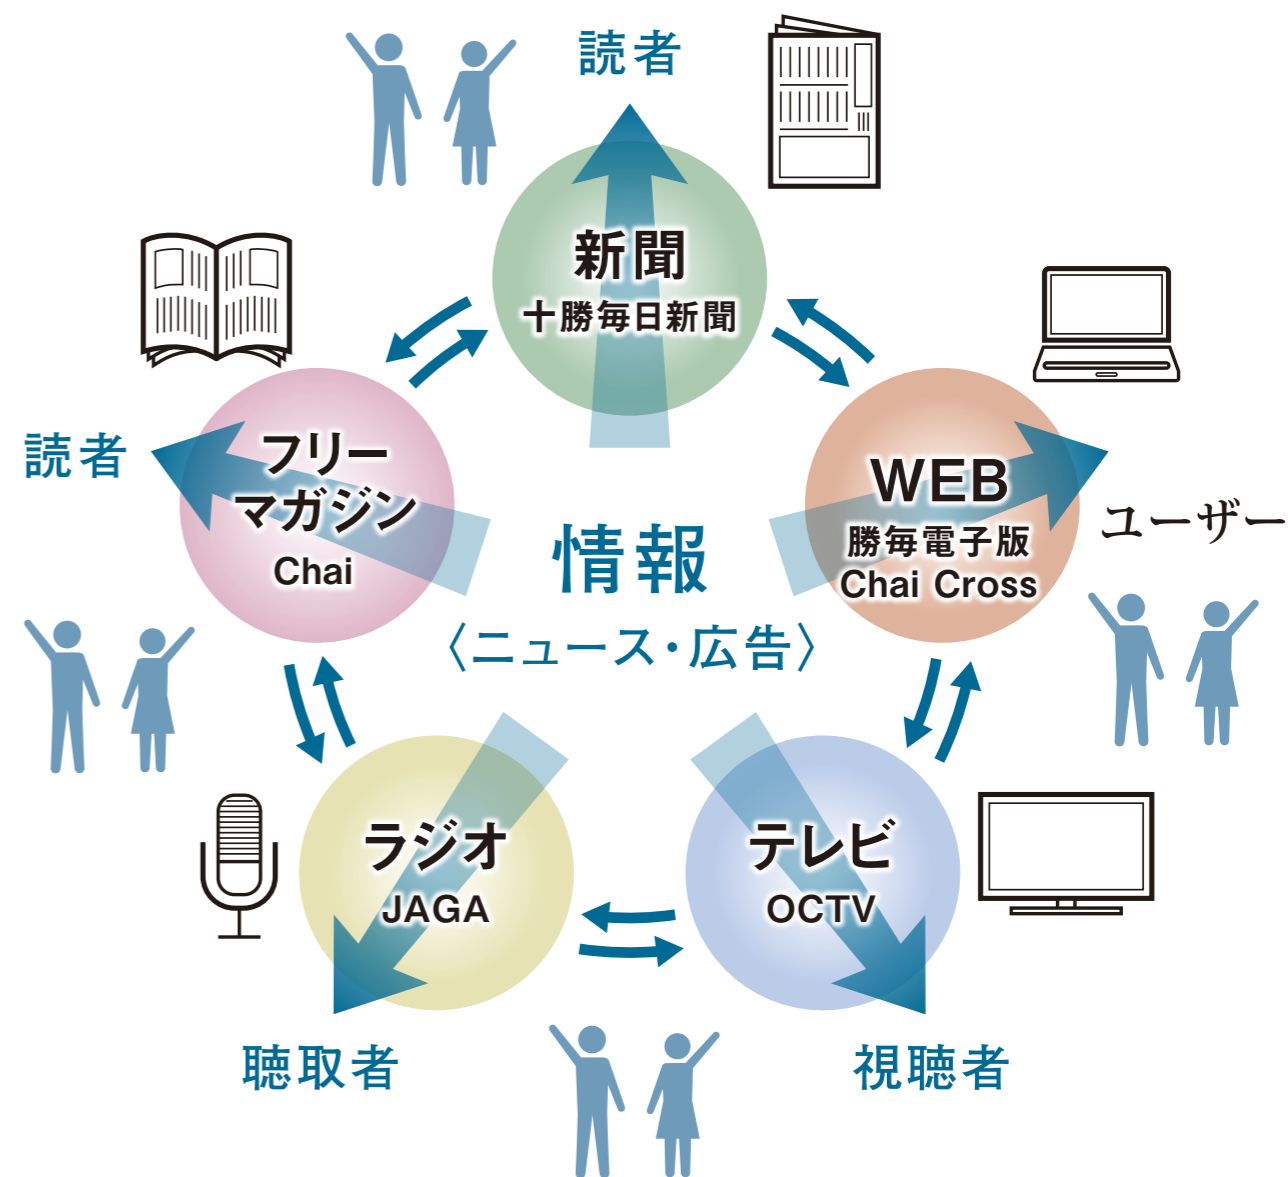 読者
新聞
十勝毎日新聞
読者
フリー
マガジン
Chai
WEB
勝毎電子版
Chai Cross
ユーザー
情報
〈ニュース・広告〉
ラジオ
JAGA
テレビ
OCTV
聴取者
視聴者